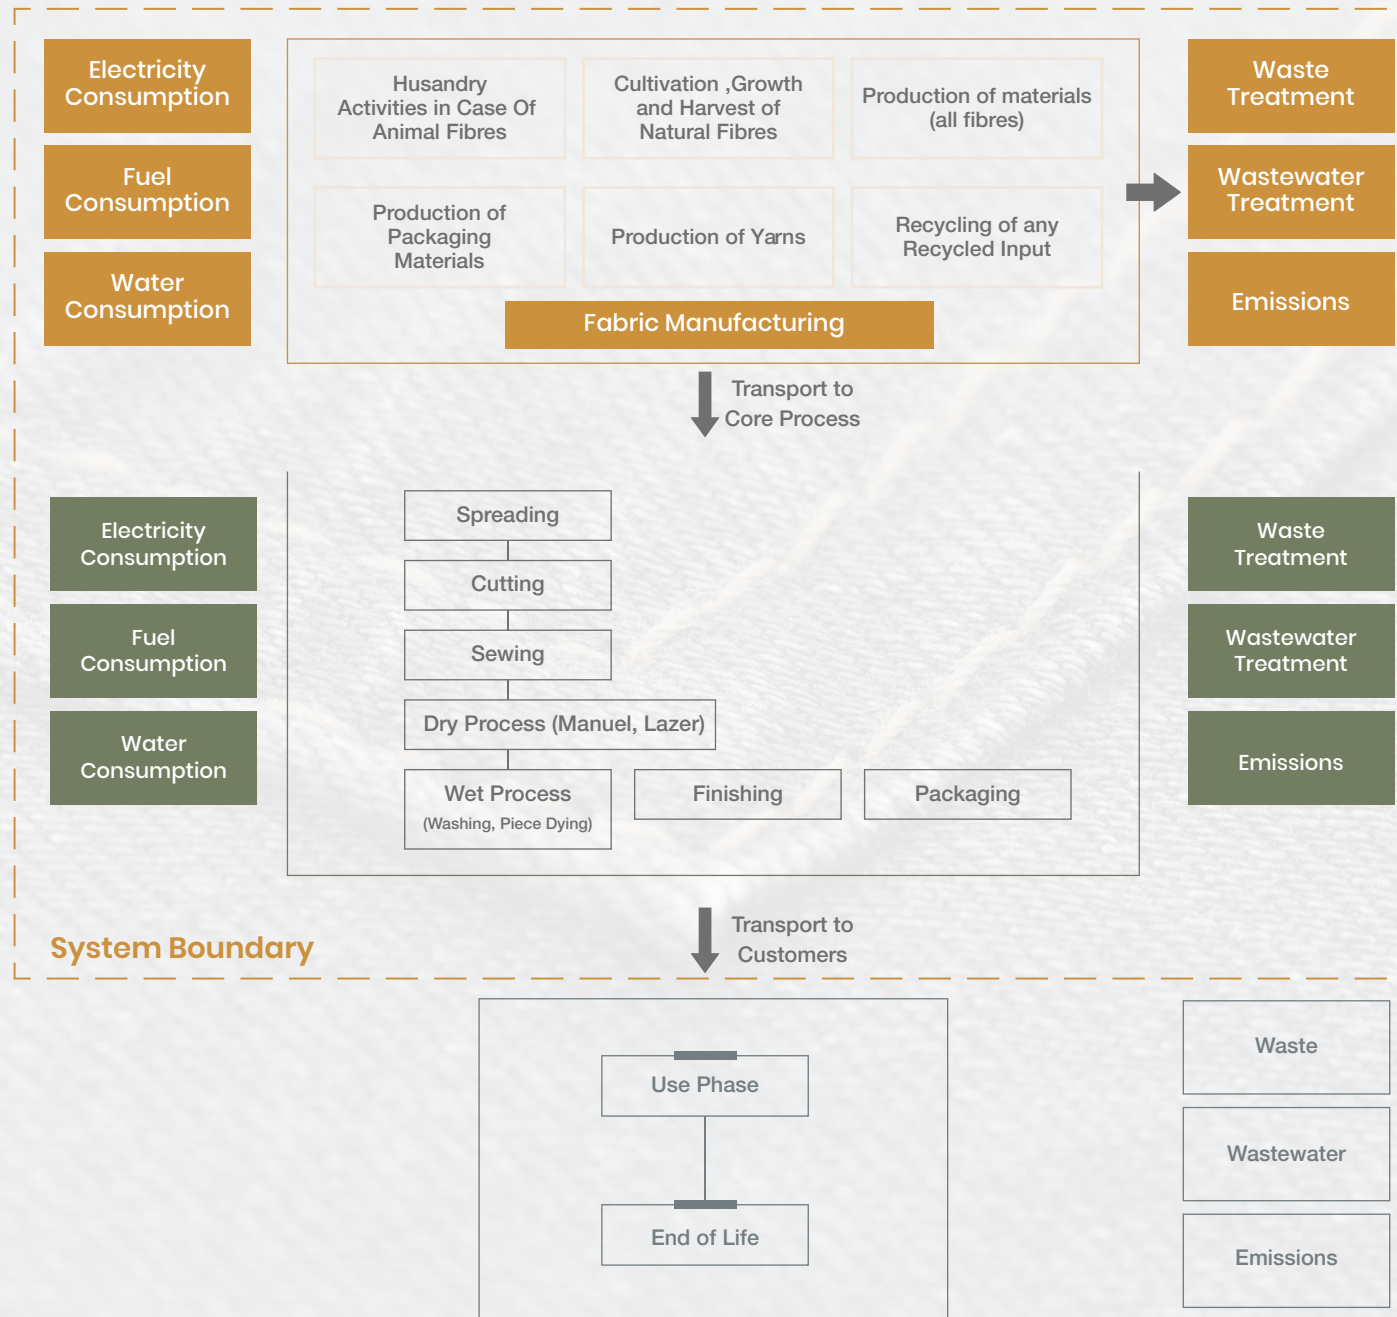 Electricity
Consumption
Fuel
Consumption
Water
Consumption
Husandry
Activities in Case Of
Animal Fibres
Cultivation ,Growth
and Harvest of
Natural Fibres
Production of materials
(all fibres)
Production of
Packaging
Materials
Production of Yarns
Recycling of any
Recycled Input
Fabric Manufacturing
Waste
Treatment
Wastewater
Treatment
Emissions
Transport to
Core Process
Electricity
Consumption
Fuel
Consumption
Water
Consumption
Spreading
Cutting
Sewing
Dry Process (Manuel, Lazer)
Wet Process
(Washing, Piece Dying)
Finishing
Packaging
Waste
Treatment
Wastewater
Treatment
Emissions
Transport to
Customers
System Boundary
Use Phase
End of Life
Waste
Wastewater
Emissions